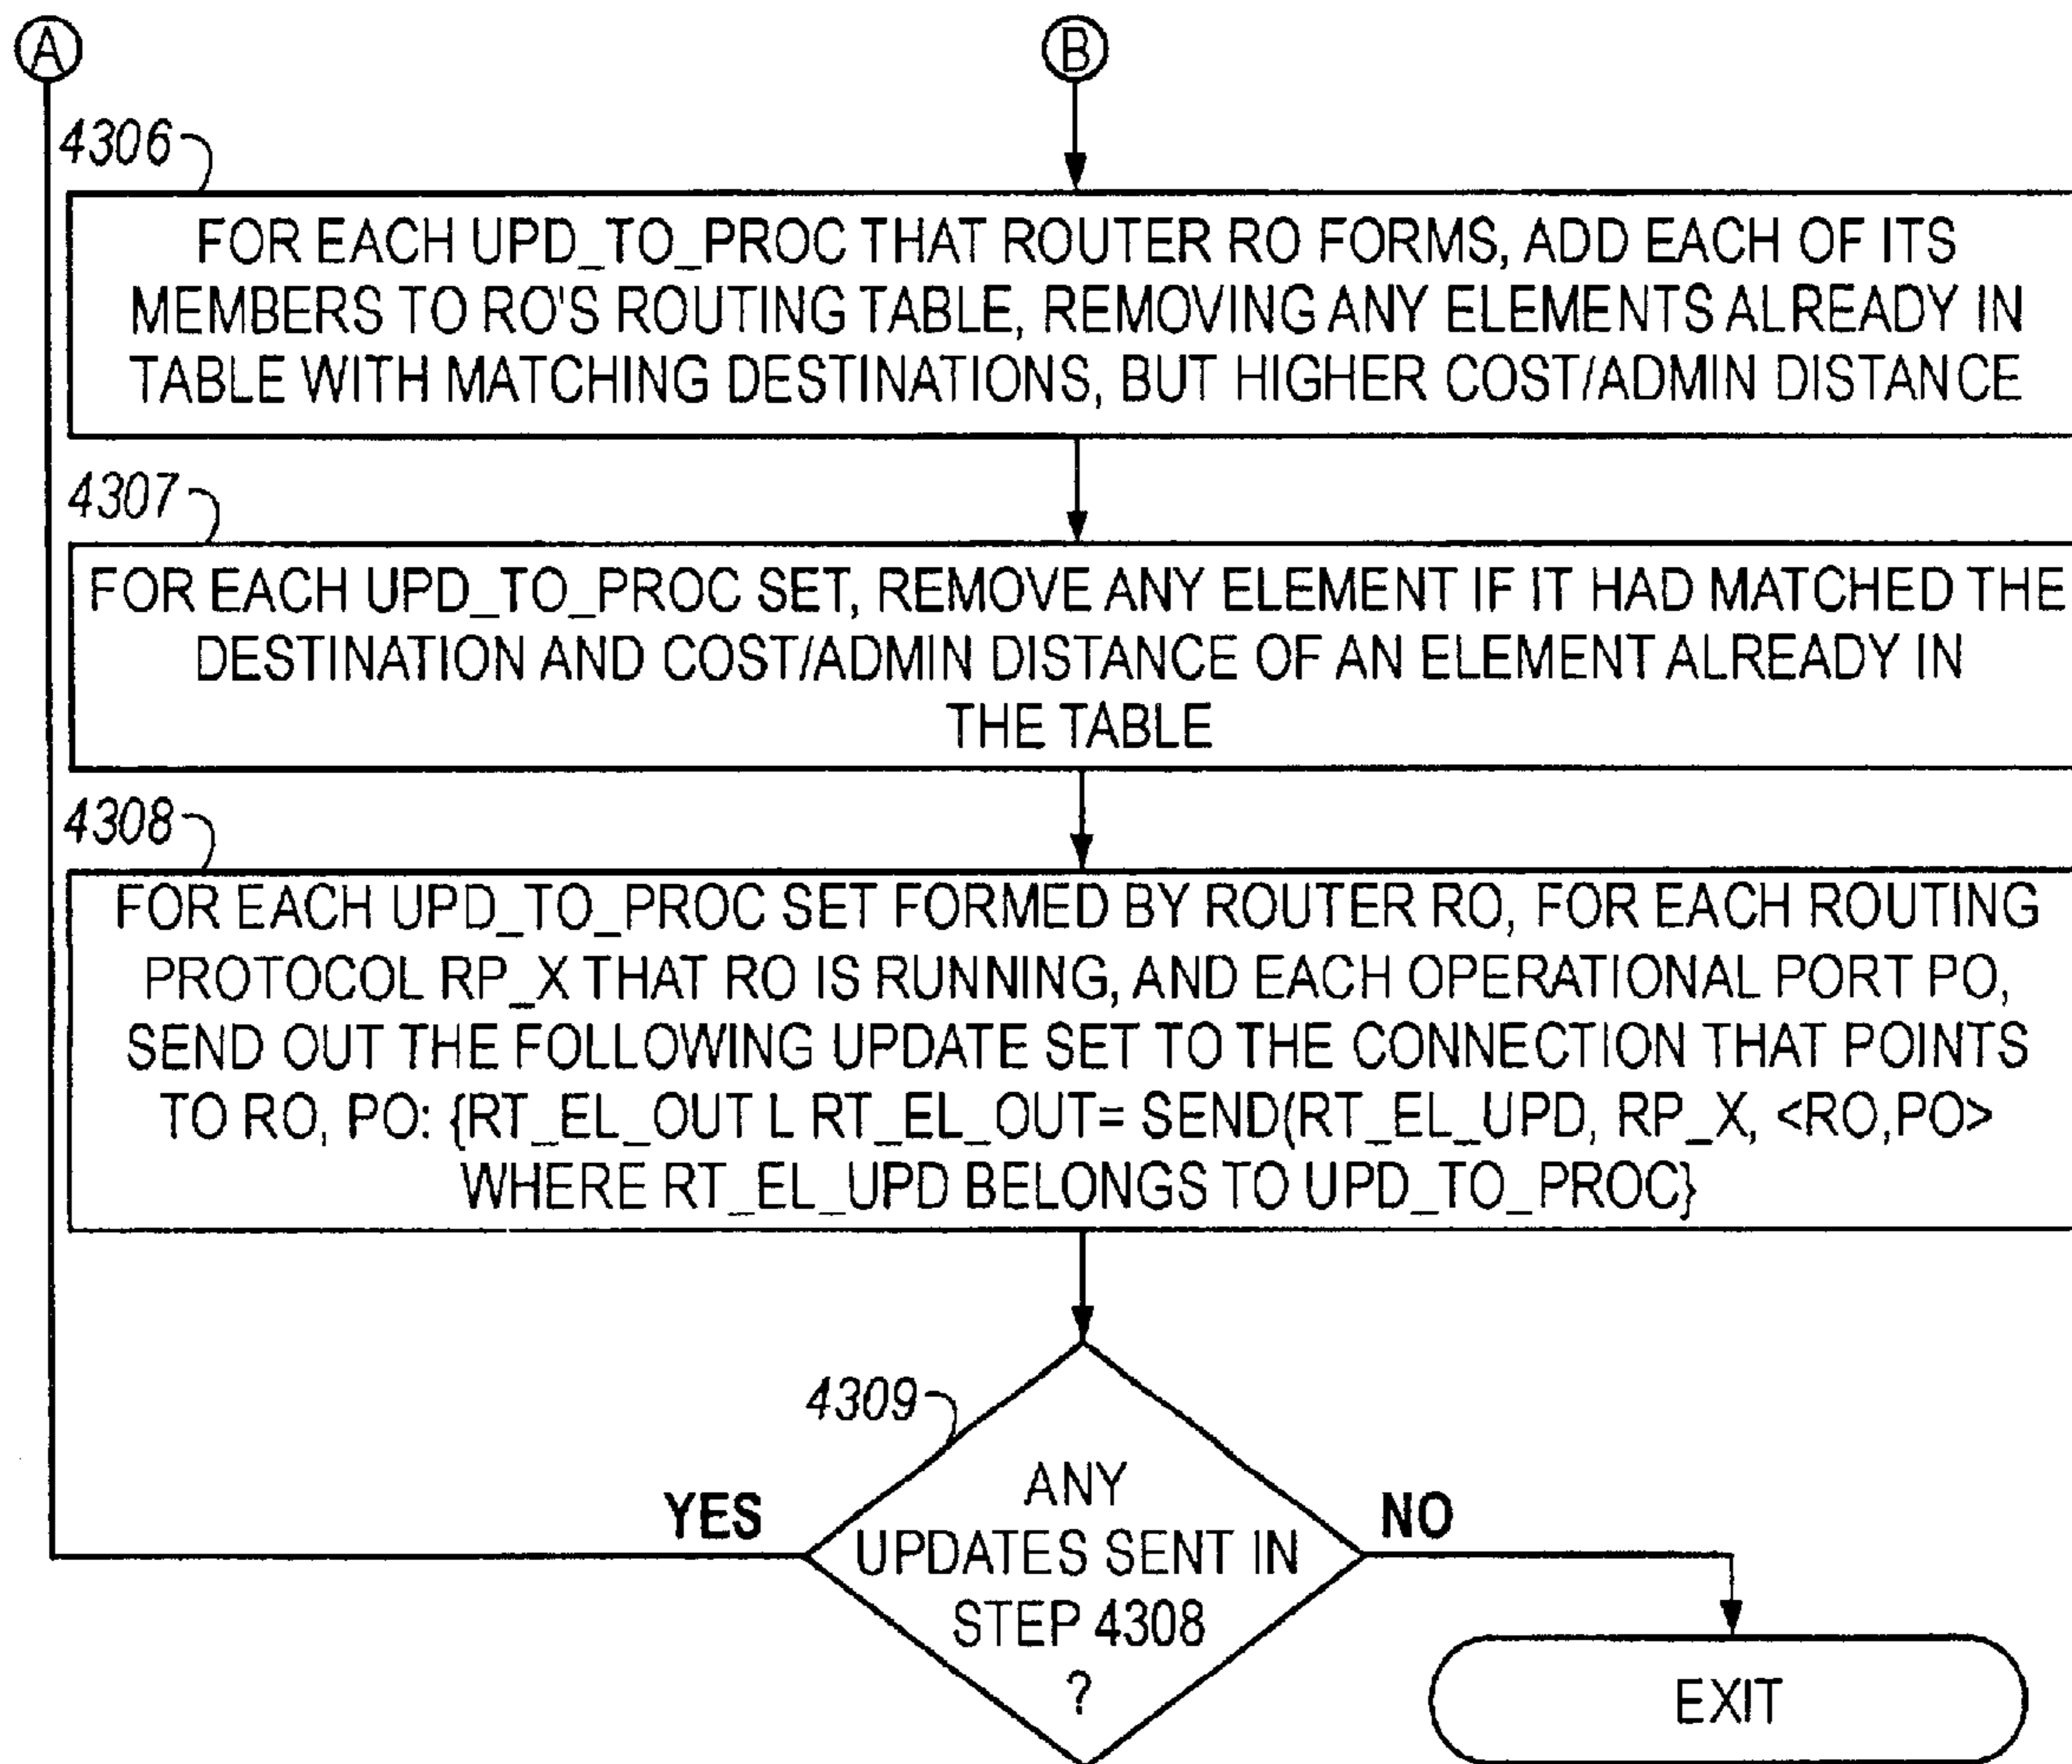 A
B
4306
FOR EACH UPD_TO_PROC THAT ROUTER RO FORMS, ADD EACH OF ITS
MEMBERS TO RO'S ROUTING TABLE, REMOVING ANY ELEMENTS ALREADY IN
TABLE WITH MATCHING DESTINATIONS, BUT HIGHER COST/ADMIN DISTANCE
4307
FOR EACH UPD_TO_PROC SET, REMOVE ANY ELEMENT IF IT HAD MATCHED THE
DESTINATION AND COST/ADMIN DISTANCE OF AN ELEMENT ALREADY IN
THE TABLE
4308
FOR EACH UPD_TO_PROC SET FORMED BY ROUTER RO, FOR EACH ROUTING
PROTOCOL RP_X THAT RO IS RUNNING, AND EACH OPERATIONAL PORT PO,
SEND OUT THE FOLLOWING UPDATE SET TO THE CONNECTION THAT POINTS
TO RO, PO: {RT_EL_OUT L RT_EL_OUT= SEND(RT_EL_UPD, RP_X, <RO,PO>
WHERE RT_EL_UPD BELONGS TO UPD_TO_PROC}
4309
ANY
UPDATES SENT IN
STEP 4308
?
YES
NO
EXIT